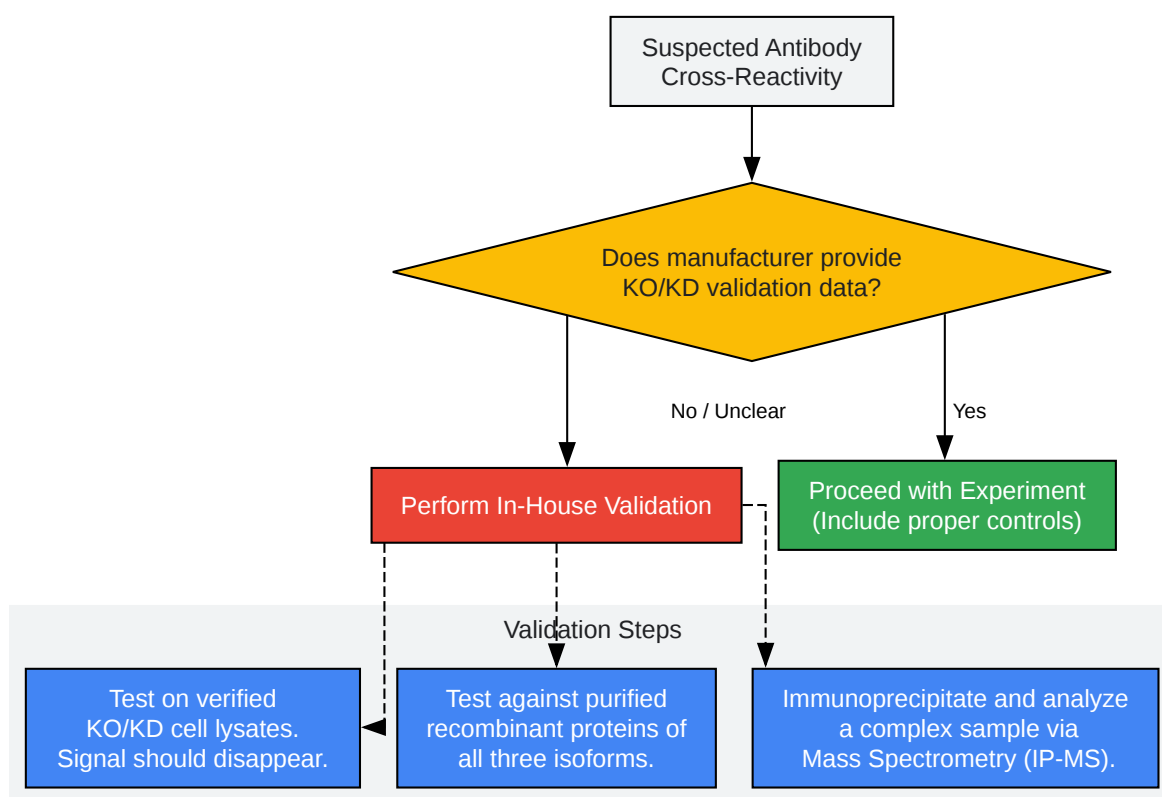 Suspected Antibody
Cross-Reactivity
Does manufacturer provide
KO/KD validation data?
No / Unclear
Yes
Perform In-House Validation
Proceed with Experiment
(Include proper controls)
Validation Steps
Test on verified
KO/KD cell lysates.
Signal should disappear.
Test against purified
recombinant proteins of
all three isoforms.
Immunoprecipitate and analyze
a complex sample via
Mass Spectrometry (IP-MS).